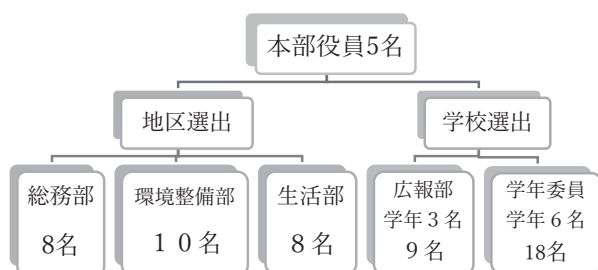 本部役員5名
地区選出
学校選出
総務部
8名
環境整備部
１０名
生活部
８名
広報部
学年３名
９名
学年委員
学年６名
18名